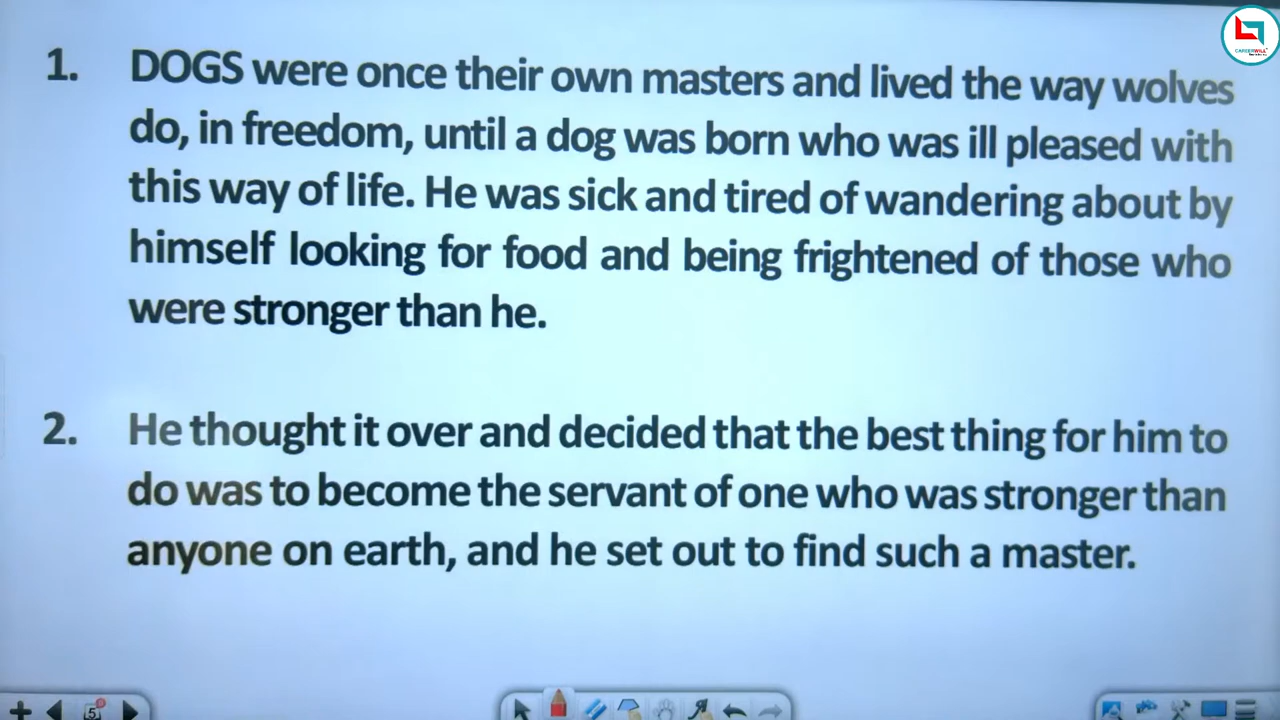 CAREERWILL
1. DOGS were once their own masters and lived the way wolves
do, in freedom, until a dog was born who was ill pleased with
this way of life. He was sick and tired of wandering about by
himself looking for food and being frightened of those who
were stronger than he.
2. He thought it over and decided that the best thing for him to
do was to become the servant of one who was stronger than
anyone on earth, and he set out to find such a master.
5